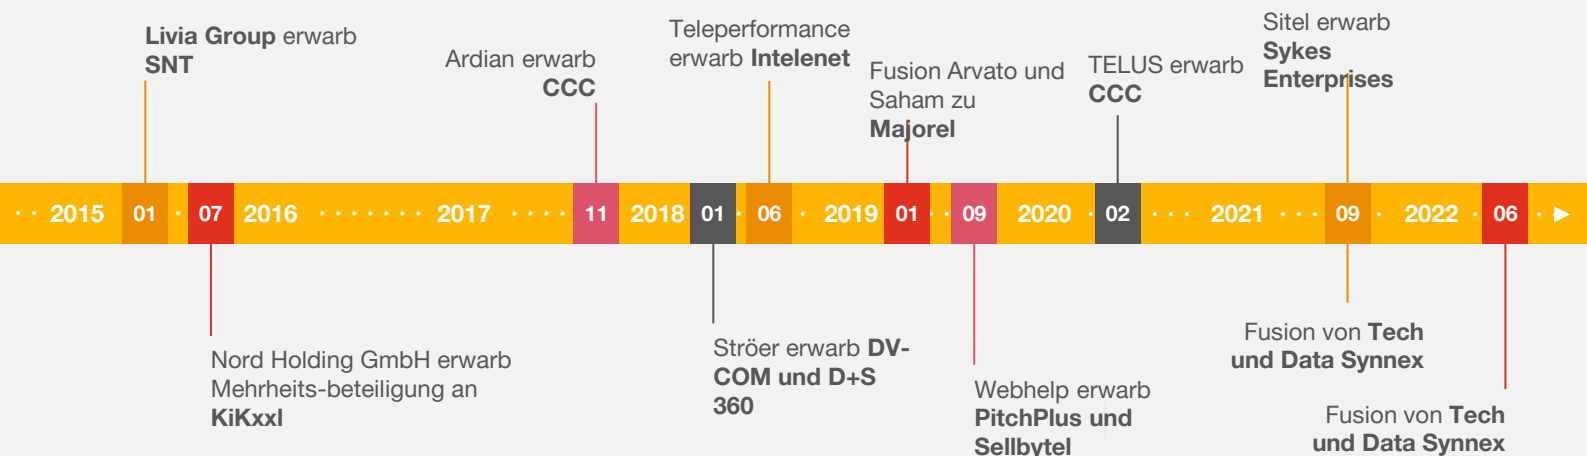 Livia Group erwarb
SNT
Ardian erwarb
CCC
Teleperformance
erwarb Intelenet
Fusion Arvato und
Saham zu
Majorel
TELUS erwarb
CCC
Sitel erwarb
Sykes
Enterprises
2015 01 07 2016 2017 11 2018 01 06 2019 01 09 2020 02 2021 09 2022 06
Nord Holding GmbH erwarb
Mehrheits-beteiligung an
KiKxxl
Ströer erwarb DV-
COM und D+S
360
Webhelp erwarb
PitchPlus und
Sellbytel
Fusion von Tech
und Data Synnex
Fusion von Tech
und Data Synnex